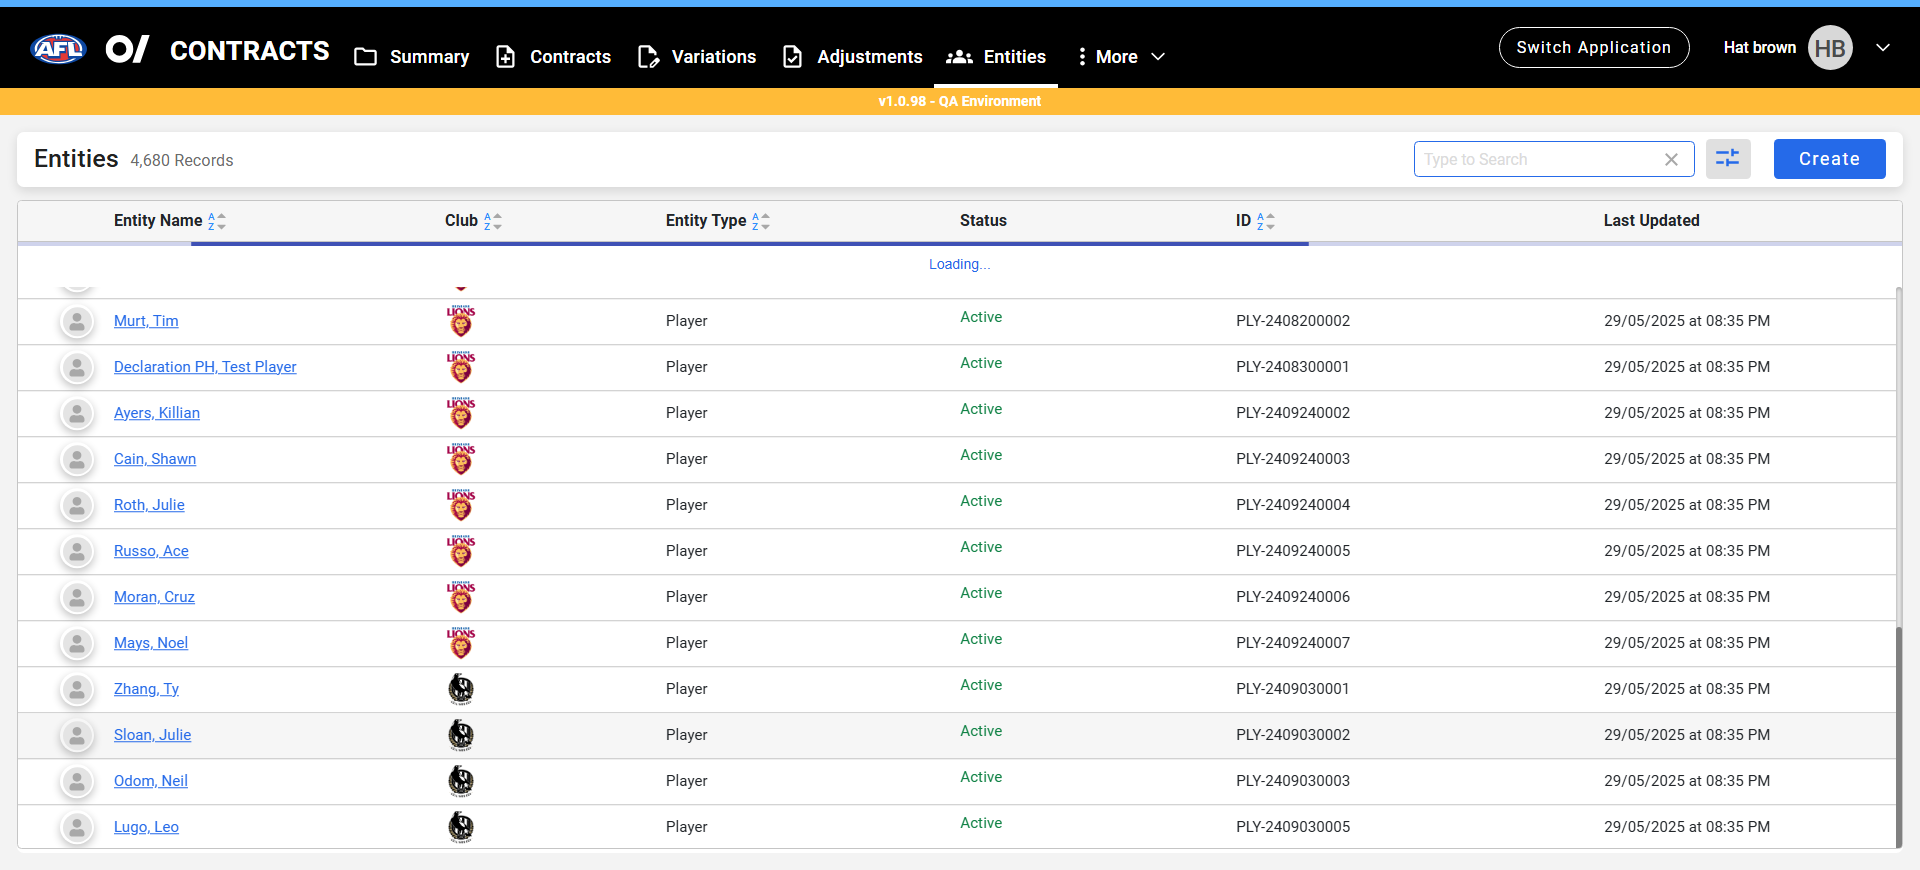 AFL CONTRACTS Summary Contracts Variations Adjustments Entities More Switch Application Hat brown HB
v1.0.98 - QA Environment
Entities 4,680 Records Type to Search Create
Entity Name Club Entity Type Status ID Last Updated
Loading...
Murt, Tim LIONS Player Active PLY-2408200002 29/05/2025 at 08:35 PM
Declaration PH, Test Player LIONS Player Active PLY-2408300001 29/05/2025 at 08:35 PM
Ayers, Killian LIONS Player Active PLY-2409240002 29/05/2025 at 08:35 PM
Cain, Shawn LIONS Player Active PLY-2409240003 29/05/2025 at 08:35 PM
Roth, Julie LIONS Player Active PLY-2409240004 29/05/2025 at 08:35 PM
Russo, Ace LIONS Player Active PLY-2409240005 29/05/2025 at 08:35 PM
Moran, Cruz LIONS Player Active PLY-2409240006 29/05/2025 at 08:35 PM
Mays, Noel LIONS Player Active PLY-2409240007 29/05/2025 at 08:35 PM
Zhang, Ty Player Active PLY-2409030001 29/05/2025 at 08:35 PM
Sloan, Julie Player Active PLY-2409030002 29/05/2025 at 08:35 PM
Odom, Neil Player Active PLY-2409030003 29/05/2025 at 08:35 PM
Lugo, Leo Player Active PLY-2409030005 29/05/2025 at 08:35 PM